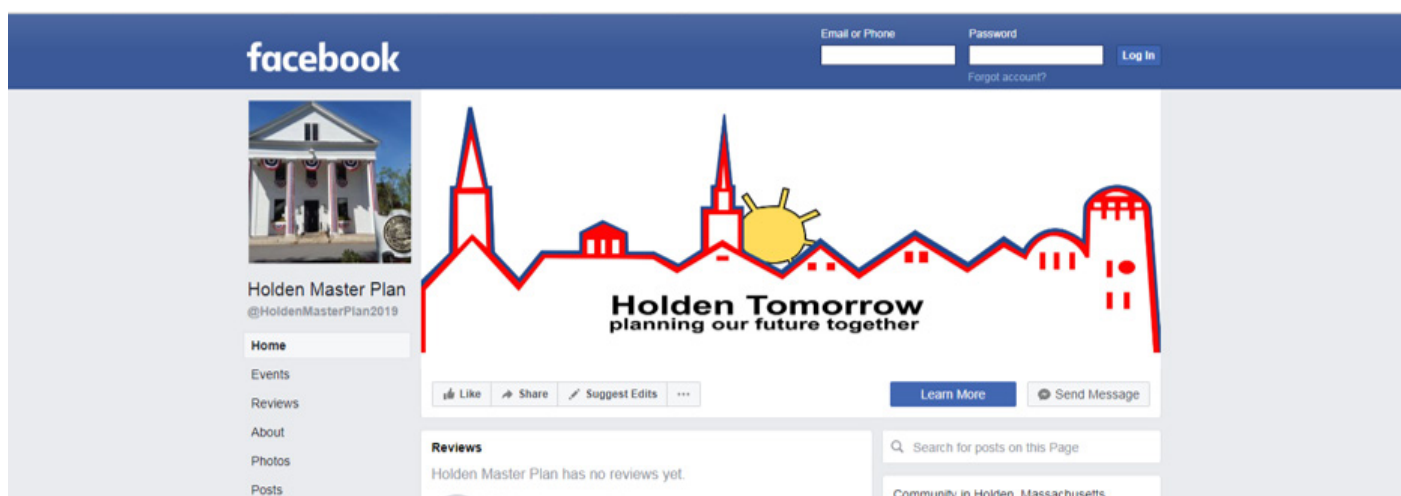 Email or Phone
Password
facebook
Log In
Forgot account?
Holden Master Plan
@HoldenMasterPlan2019
Home
Events
Reviews
About
Photos
Posts
Holden Tomorrow
planning our future together
Like
Share
Suggest Edits
Learn More
Send Message
Reviews
Holden Master Plan has no reviews yet.
Search for posts on this Page
Community in Holden, Massachusetts